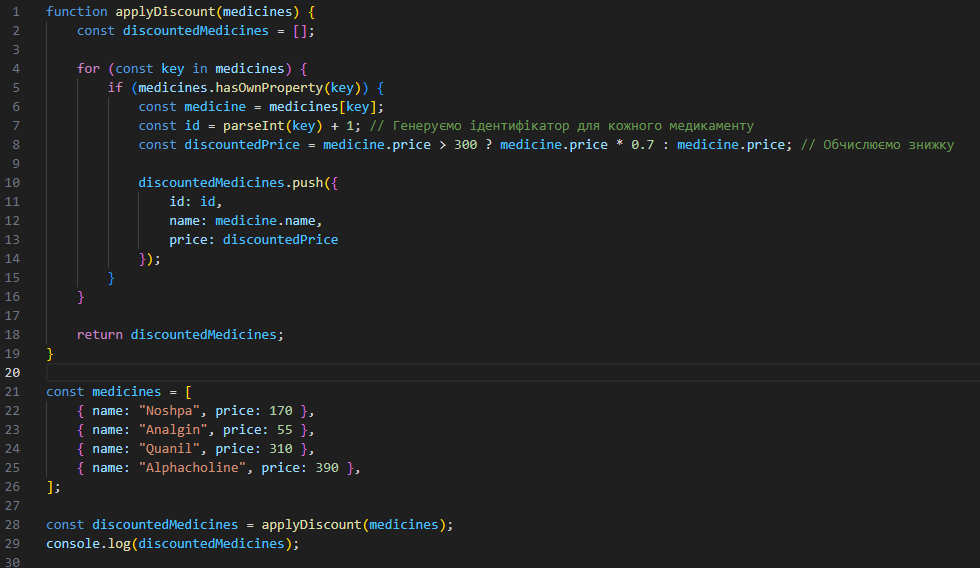 1 function applyDiscount(medicines) {
2     const discountedMedicines = [];
3
4     for (const key in medicines) {
5         if (medicines.hasOwnProperty(key)) {
6             const medicine = medicines[key];
7             const id = parseInt(key) + 1; // Генеруємо ідентифікатор для кожного медикаменту
8             const discountedPrice = medicine.price > 300 ? medicine.price * 0.7 : medicine.price; // Обчислюємо знижку
9
10             discountedMedicines.push({
11                 id: id,
12                 name: medicine.name,
13                 price: discountedPrice
14             });
15         }
16     }
17
18     return discountedMedicines;
19 }
20
21 const medicines = [
22     { name: "Noshpa", price: 170 },
23     { name: "Analgin", price: 55 },
24     { name: "Quanil", price: 310 },
25     { name: "Alphacholine", price: 390 },
26 ];
27
28 const discountedMedicines = applyDiscount(medicines);
29 console.log(discountedMedicines);
30